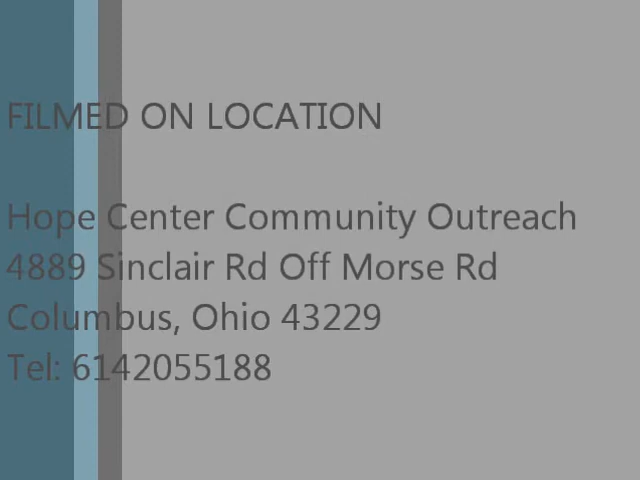 FILMED ON LOCATION
Hope Center Community Outreach
4889 Sinclair Rd Off Morse Rd
Columbus, Ohio 43229
Tel: 6142055188